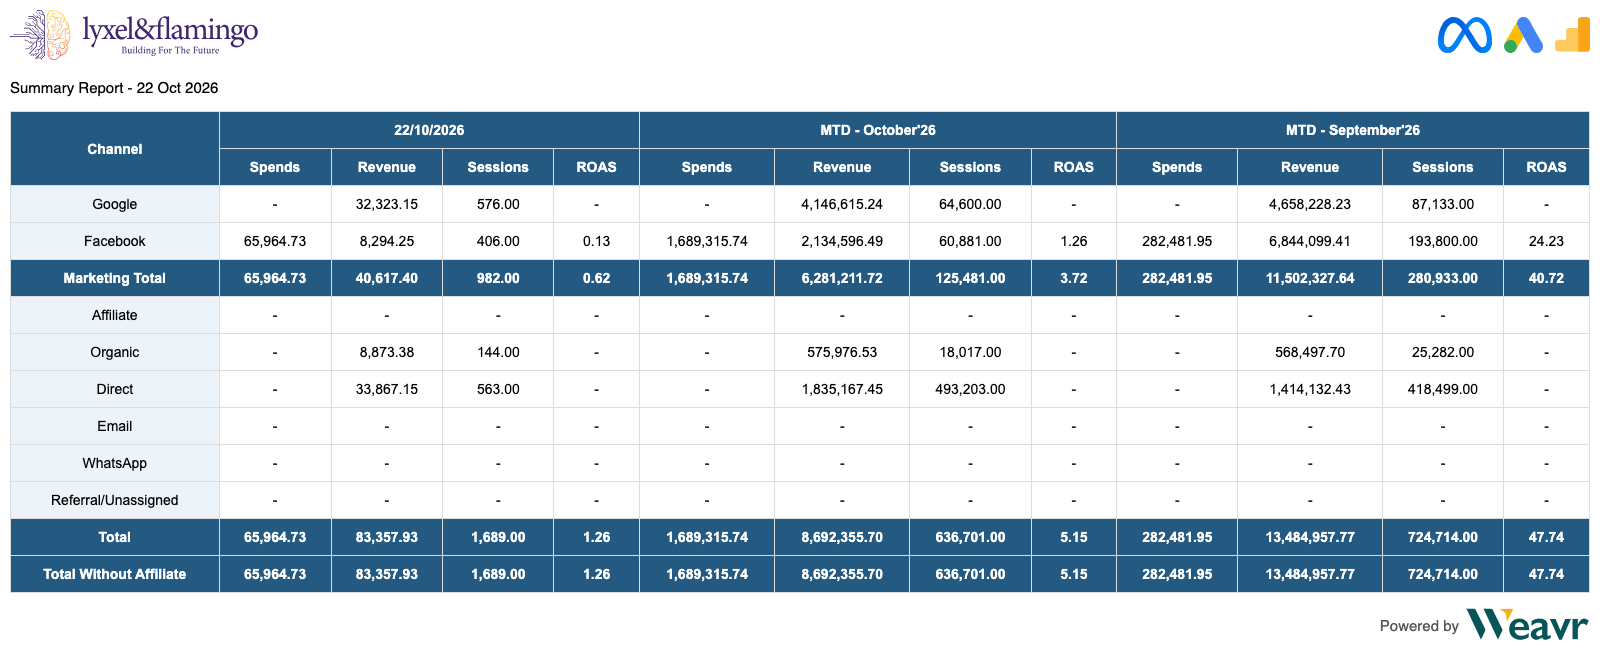 lyxel&flamingo
Building For The Future
Summary Report - 22 Oct 2026
Channel 22/10/2026 MTD - October'26 MTD - September'26
Spends Revenue Sessions ROAS Spends Revenue Sessions ROAS Spends Revenue Sessions ROAS
Google - 32,323.15 576.00 - - 4,146,615.24 64,600.00 - - 4,658,228.23 87,133.00 -
Facebook 65,964.73 8,294.25 406.00 0.13 1,689,315.74 2,134,596.49 60,881.00 1.26 282,481.95 6,844,099.41 193,800.00 24.23
Marketing Total 65,964.73 40,617.40 982.00 0.62 1,689,315.74 6,281,211.72 125,481.00 3.72 282,481.95 11,502,327.64 280,933.00 40.72
Affiliate - - - - - - - - - - - -
Organic - 8,873.38 144.00 - - 575,976.53 18,017.00 - - 568,497.70 25,282.00 -
Direct - 33,867.15 563.00 - - 1,835,167.45 493,203.00 - - 1,414,132.43 418,499.00 -
Email - - - - - - - - - - - -
WhatsApp - - - - - - - - - - - -
Referral/Unassigned - - - - - - - - - - - -
Total 65,964.73 83,357.93 1,689.00 1.26 1,689,315.74 8,692,355.70 636,701.00 5.15 282,481.95 13,484,957.77 724,714.00 47.74
Total Without Affiliate 65,964.73 83,357.93 1,689.00 1.26 1,689,315.74 8,692,355.70 636,701.00 5.15 282,481.95 13,484,957.77 724,714.00 47.74
Powered by Weavr